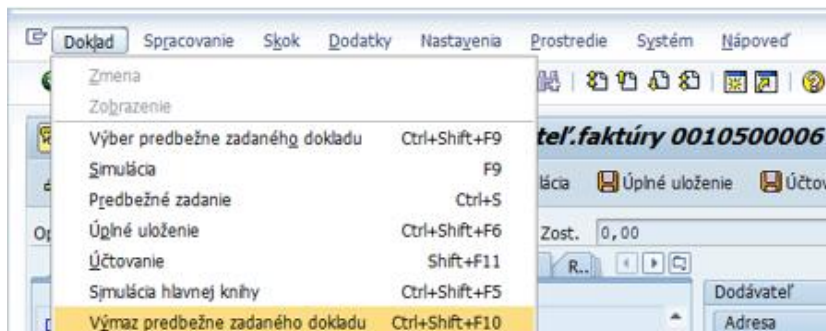 Doklad Spracovanie Skok Dodatky Nastavenia Prostredie Systém Nápoveď
Zmena
Zobrazenie
Výber predbežne zadaného dokladu Ctrl+Shift+F9
teľ.faktúry 0010500006
Simulácia F9
lácia Úplné uloženie Účtov
Predbežné zadanie Ctrl+S
Úplné uloženie Ctrl+Shift+F6
Zost. 0,00
Účtovanie Shift+F11
R..
Simulácia hlavnej knihy Ctrl+Shift+F5
Dodávateľ
Výmaz predbežne zadaného dokladu Ctrl+Shift+F10
Adresa